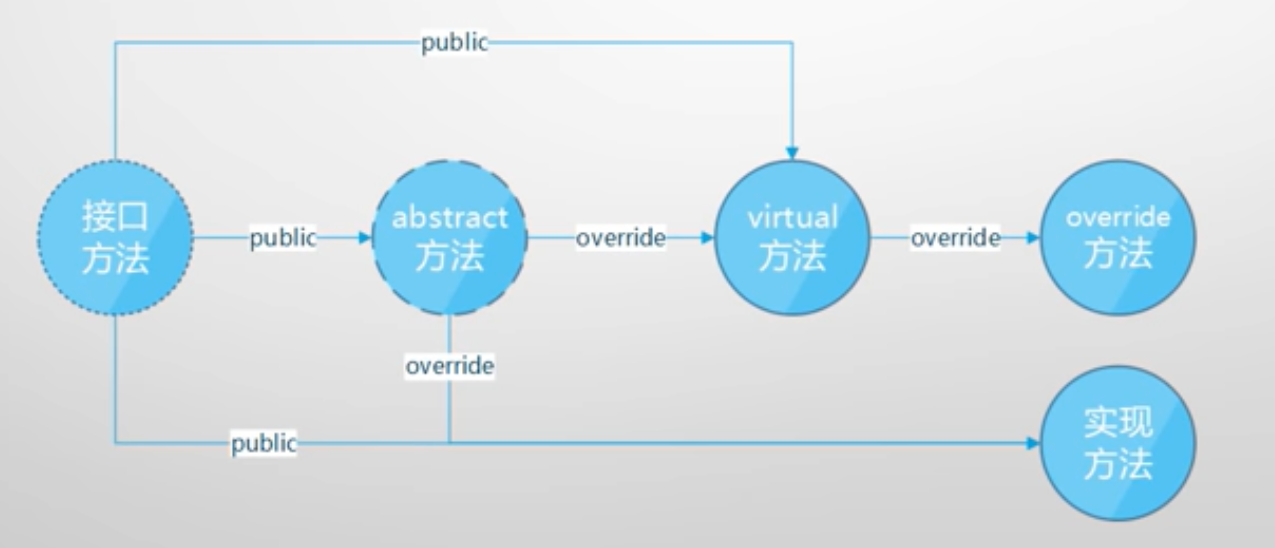 public
接口
方法
public
abstract
方法
override
virtual
方法
override
override
方法
override
public
实现
方法